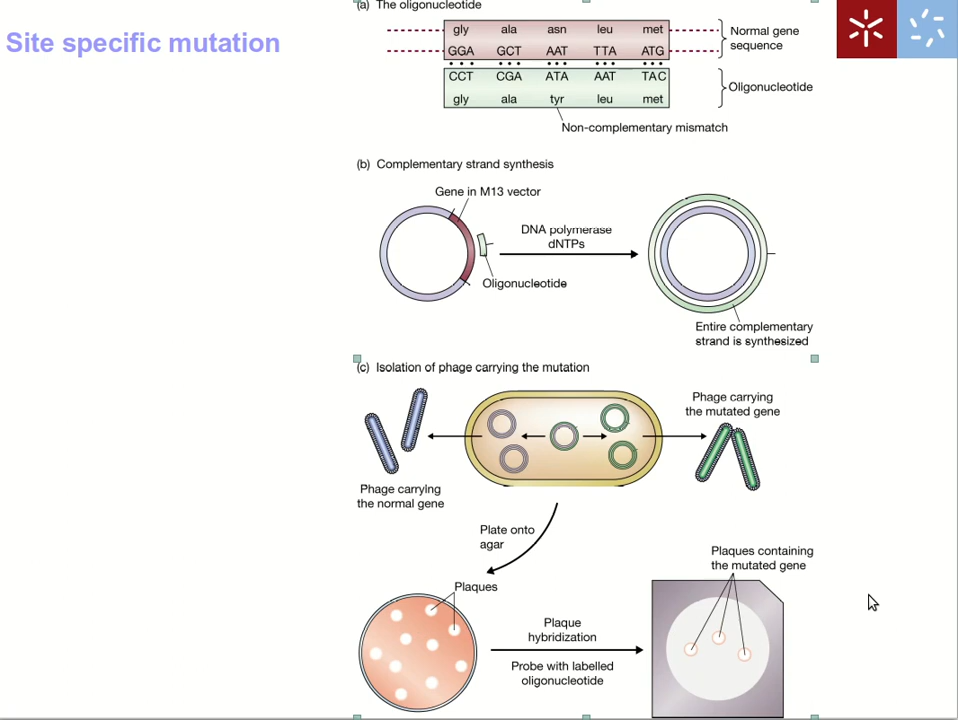 Site specific mutation
(a) The oligonucleotide
gly ala asn leu met
GGA GCT AAT TTA ATG
Normal gene
sequence
CCT CGA ATA AAT TAC
gly ala tyr leu met
Oligonucleotide
Non-complementary mismatch
(b) Complementary strand synthesis
Gene in M13 vector
DNA polymerase
dNTPs
Oligonucleotide
Entire complementary
strand is synthesized
(c) Isolation of phage carrying the mutation
Phage carrying
the mutated gene
Phage carrying
the normal gene
Plate onto
agar
Plaques containing
the mutated gene
Plaques
Plaque
hybridization
Probe with labelled
oligonucleotide